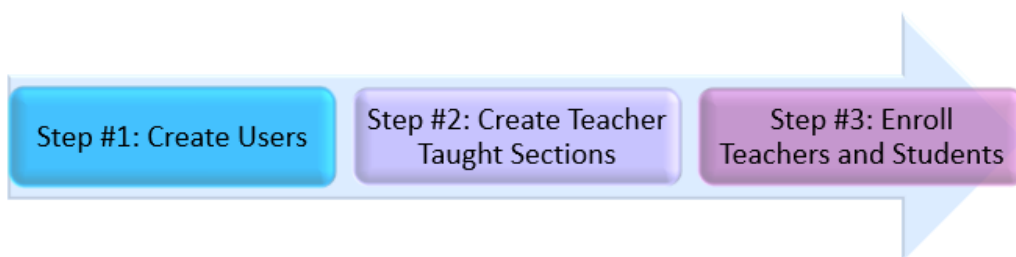 Step #1: Create Users
Step #2: Create Teacher
Taught Sections
Step #3: Enroll
Teachers and Students